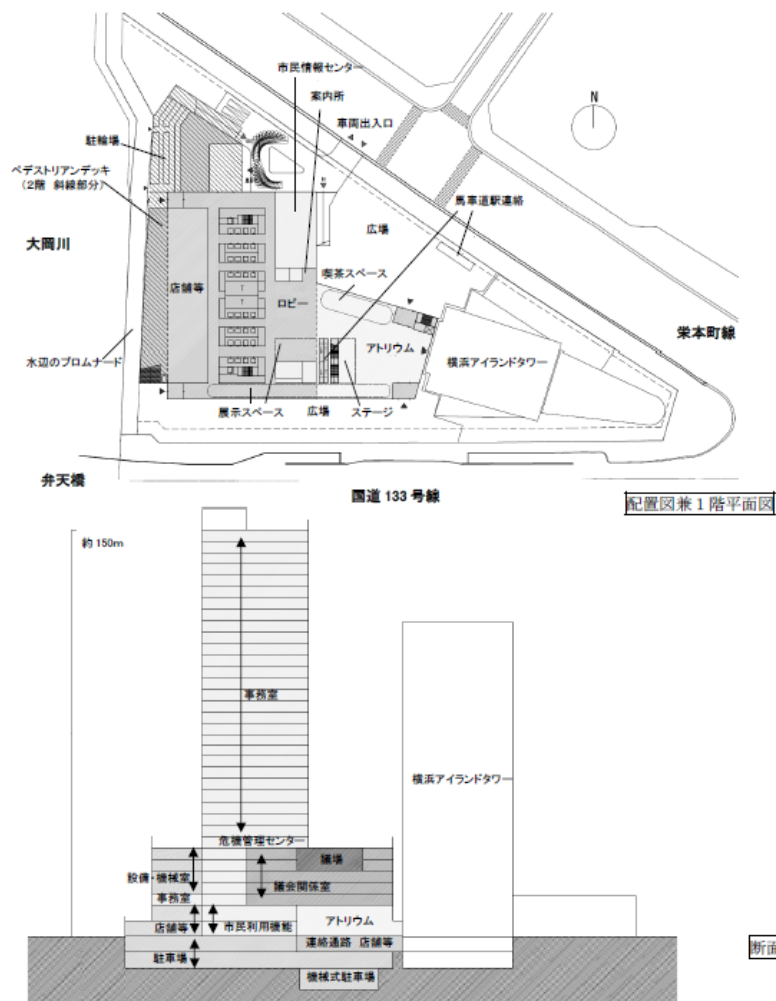 市民情報センター
案内所
車両出入口
N
駐輪場
ペデストリアンデッキ
(2階 斜線部分)
馬車道駅連絡
大岡川
広場
喫茶スペース
店舗等
ロビー
アトリウム
栄本町線
横浜アイランドタワー
水辺のプロムナード
展示スペース
広場
ステージ
弁天橋
国道 133 号線
配置図兼 1 階平面図
約 150m
事務室
横浜アイランドタワー
危機管理センター
議場
設備・機械室
議会関係室
事務室
アトリウム
店舗等
市民利用機能
連絡通路 店舗等
駐車場
機械式駐車場
断面